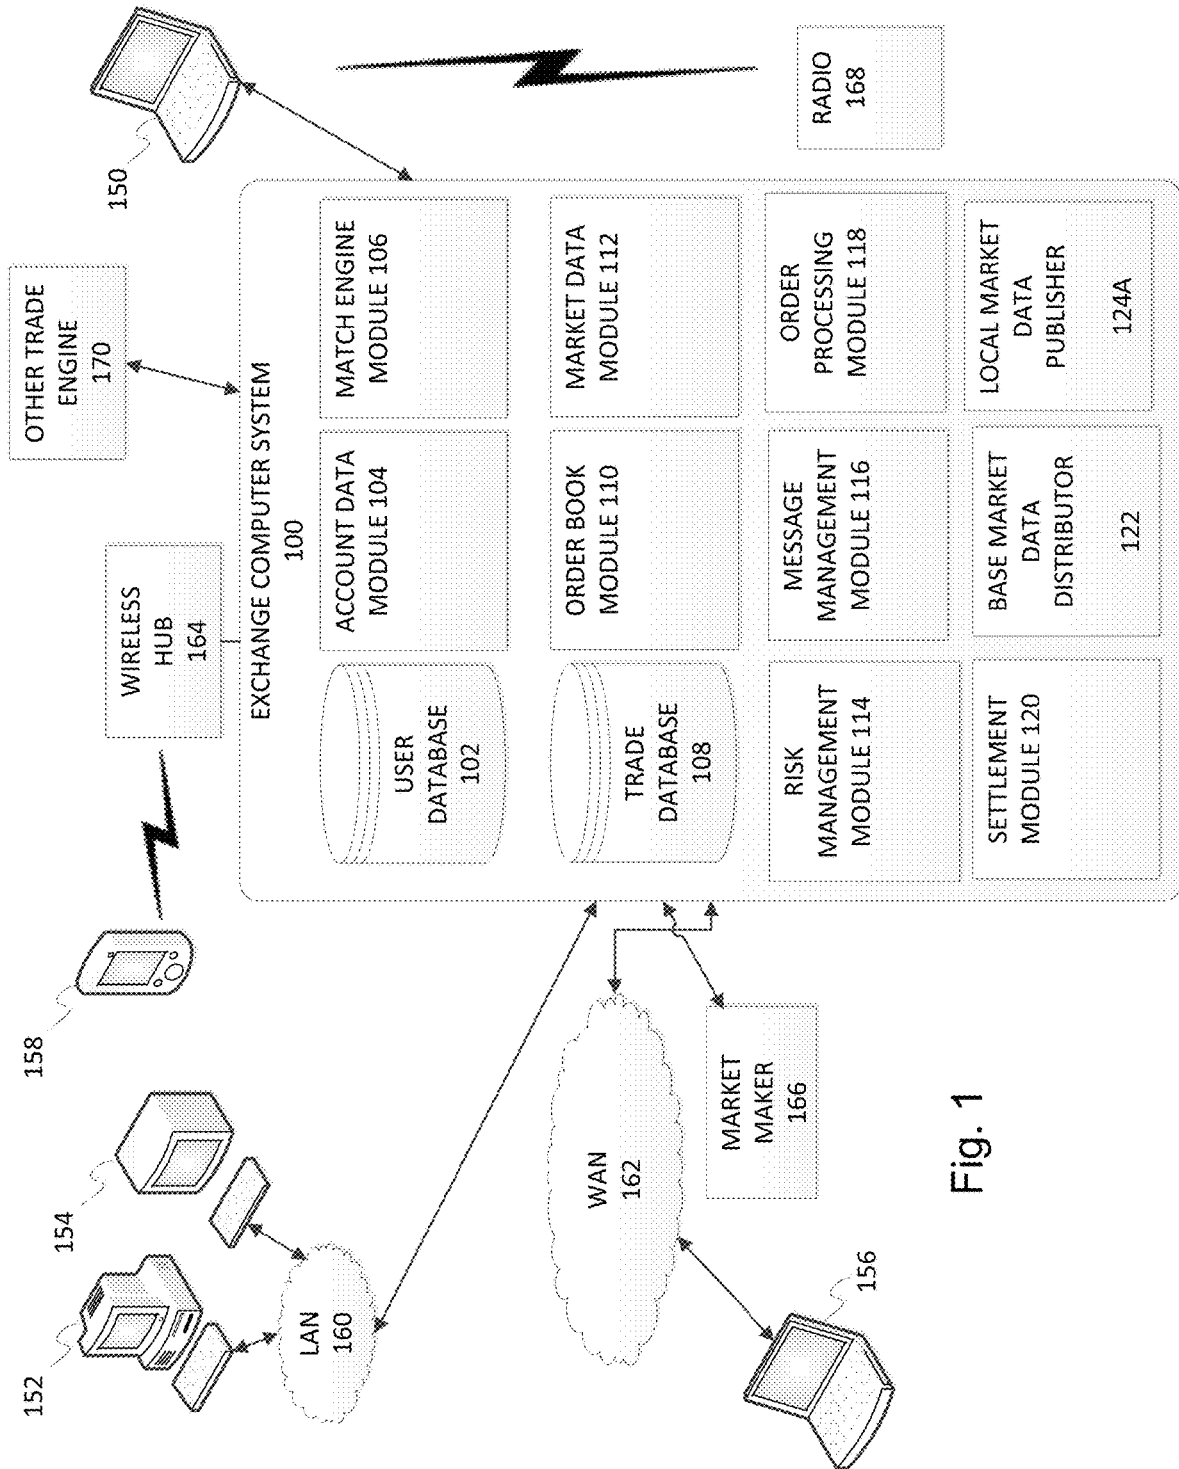 152
154
158
WIRELESS
HUB
164
OTHER TRADE
ENGINE
170
150
LAN
160
EXCHANGE COMPUTER SYSTEM
100
USER
DATABASE
102
ACCOUNT DATA
MODULE 104
MATCH ENGINE
MODULE 106
WAN
162
TRADE
DATABASE
108
ORDER BOOK
MODULE 110
MARKET DATA
MODULE 112
MARKET
MAKER
166
RISK
MANAGEMENT
MODULE 114
MESSAGE
MANAGEMENT
MODULE 116
ORDER
PROCESSING
MODULE 118
RADIO
168
156
SETTLEMENT
MODULE 120
BASE MARKET
DATA
DISTRIBUTOR
122
LOCAL MARKET
DATA
PUBLISHER
124A
Fig. 1